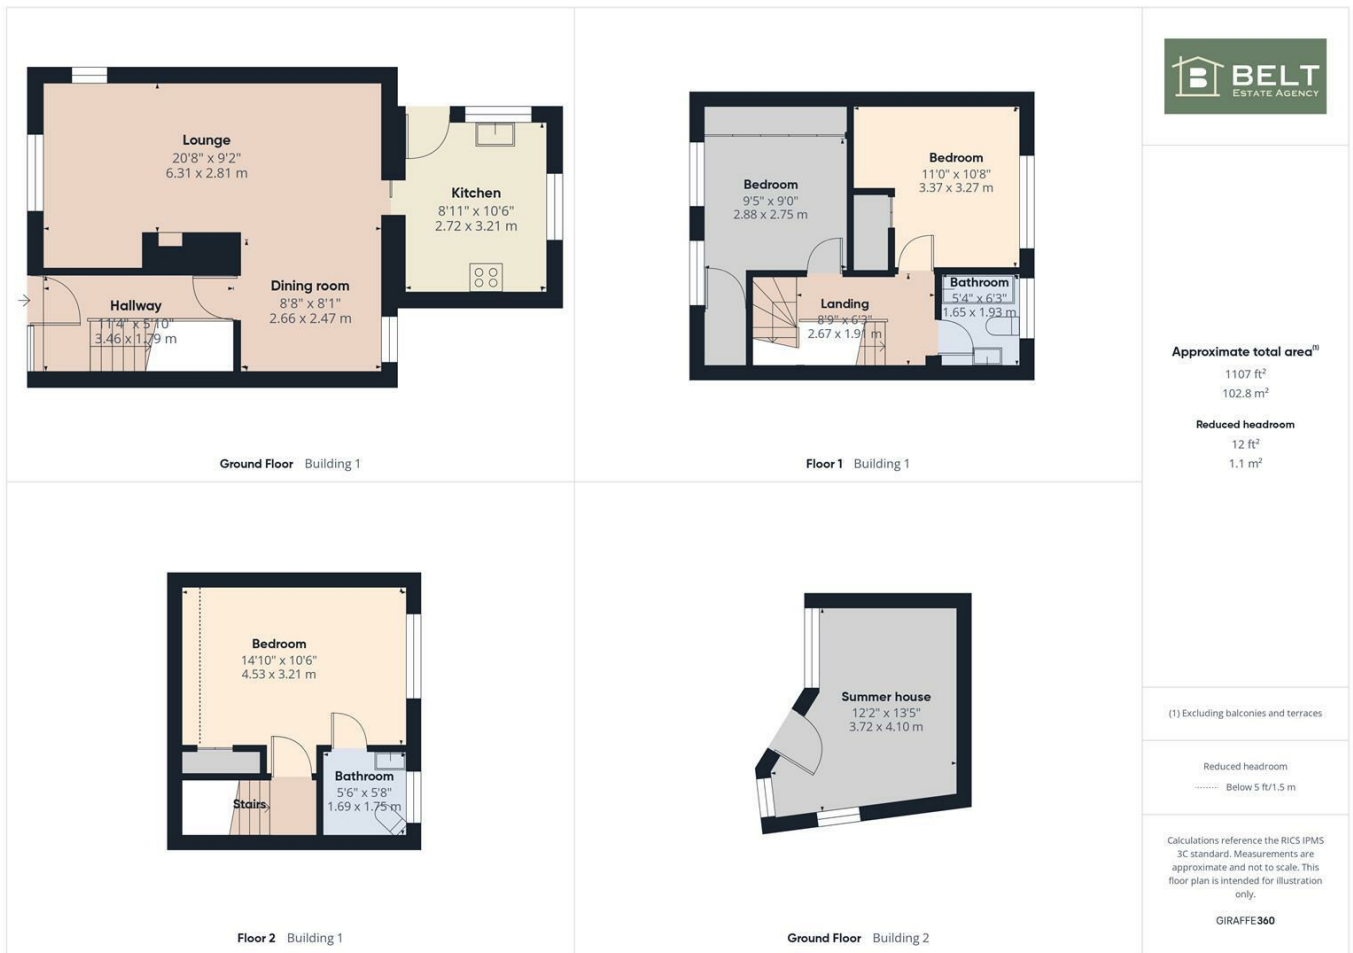 Lounge
20'8" x 9'2"
6.31 x 2.81 m
Kitchen
8'11" x 10'6"
2.72 x 3.21 m
Dining room
8'8" x 8'1"
2.66 x 2.47 m
Hallway
11'4" x 5'10"
3.46 x 1.79 m
Ground Floor Building 1
Bedroom
9'5" x 9'0"
2.88 x 2.75 m
Bedroom
11'0" x 10'8"
3.37 x 3.27 m
Landing
8'9" x 6'3"
2.67 x 1.91 m
Bathroom
5'4" x 6'3"
1.65 x 1.93 m
Floor 1 Building 1
Bedroom
14'10" x 10'6"
4.53 x 3.21 m
Bathroom
5'6" x 5'8"
1.69 x 1.75 m
Stairs
Floor 2 Building 1
Summer house
12'2" x 13'5"
3.72 x 4.10 m
Ground Floor Building 2
B BELT
ESTATE AGENCY
Approximate total area(1)
1107 ft²
102.8 m²
Reduced headroom
12 ft²
1.1 m²
(1) Excluding balconies and terraces
Reduced headroom
Below 5 ft/1.5 m
Calculations reference the RICS IPMS
3C standard. Measurements are
approximate and not to scale. This
floor plan is intended for illustration
only.
GIRAFFE360